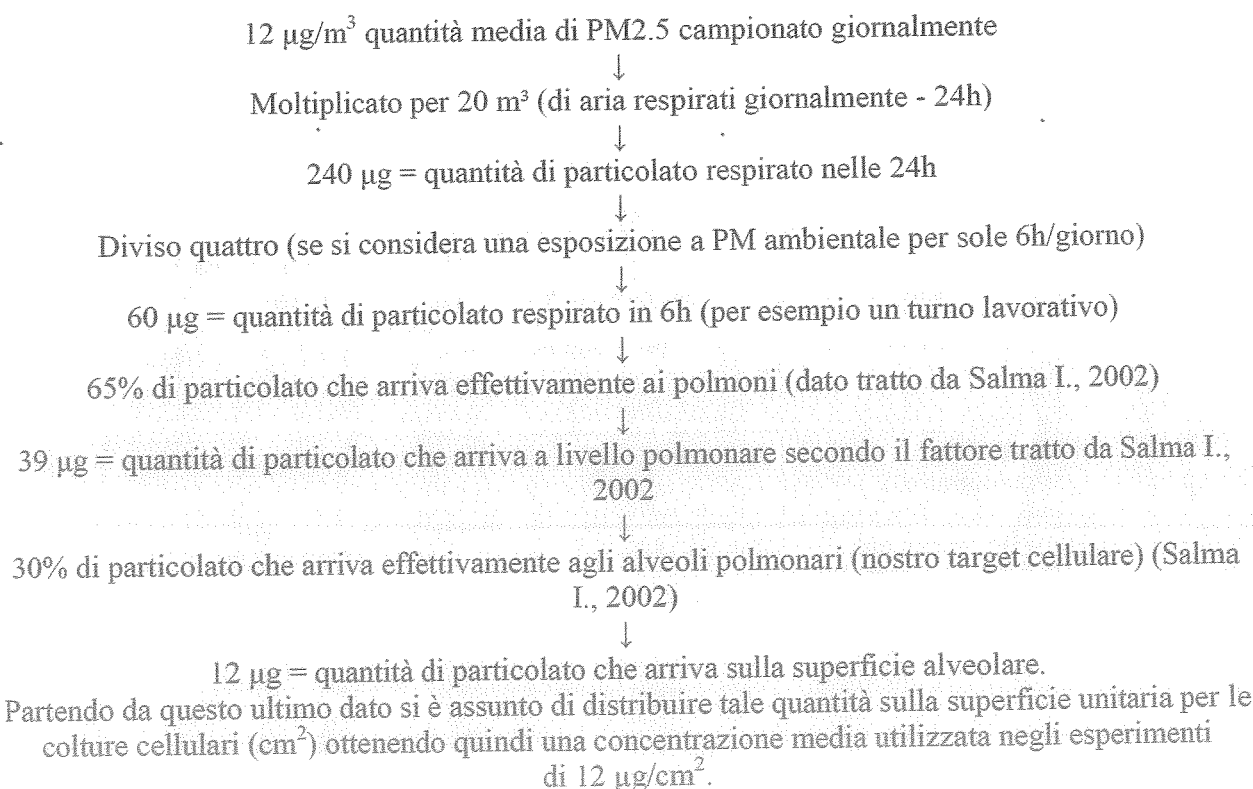 12 µg/m³ quantità media di PM2.5 campionato giornalmente
↓
Moltiplicato per 20 m³ (di aria respirati giornalmente - 24h)
↓
240 µg = quantità di particolato respirato nelle 24h
↓
Diviso quattro (se si considera una esposizione a PM ambientale per sole 6h/giorno)
↓
60 µg = quantità di particolato respirato in 6h (per esempio un turno lavorativo)
↓
65% di particolato che arriva effettivamente ai polmoni (dato tratto da Salma I., 2002)
↓
39 µg = quantità di particolato che arriva a livello polmonare secondo il fattore tratto da Salma I.,
2002
↓
30% di particolato che arriva effettivamente agli alveoli polmonari (nostro target cellulare) (Salma
I., 2002)
↓
12 µg = quantità di particolato che arriva sulla superficie alveolare.
Partendo da questo ultimo dato si è assunto di distribuire tale quantità sulla superficie unitaria per le
colture cellulari (cm²) ottenendo quindi una concentrazione media utilizzata negli esperimenti
di 12 µg/cm².